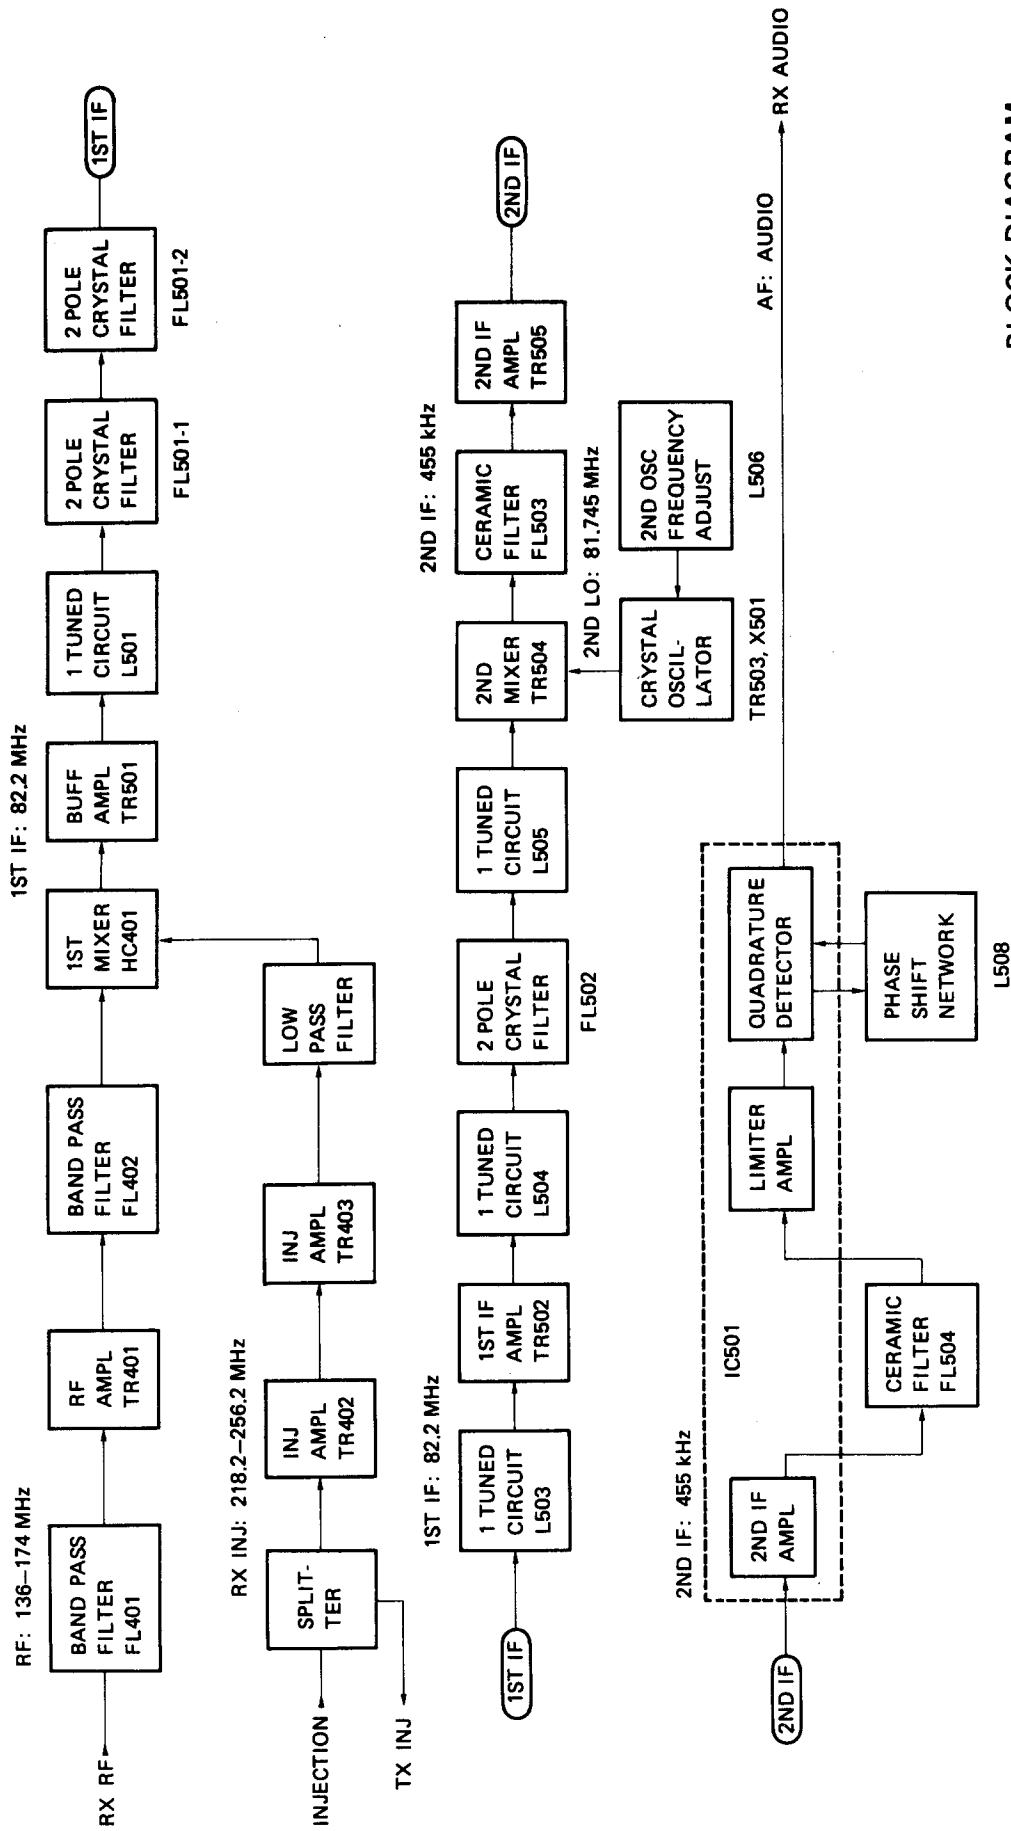 RF: 136–174 MHz
RX RF
BAND PASS
FILTER
FL401
RF
AMPL
TR401
BAND PASS
FILTER
FL402
1ST
MIXER
HC401
1ST IF: 82.2 MHz
BUFF
AMPL
TR501
1 TUNED
CIRCUIT
L501
2 POLE
CRYSTAL
FILTER
FL501-1
2 POLE
CRYSTAL
FILTER
FL501-2
1ST IF
RX INJ: 218.2–256.2 MHz
INJECTION
SPLIT-
TER
TX INJ
INJ
AMPL
TR402
INJ
AMPL
TR403
LOW
PASS
FILTER
1ST IF: 82.2 MHz
1ST IF
1 TUNED
CIRCUIT
L503
1ST IF
AMPL
TR502
1 TUNED
CIRCUIT
L504
2 POLE
CRYSTAL
FILTER
FL502
1 TUNED
CIRCUIT
L505
2ND
MIXER
TR504
2ND IF: 455 kHz
CERAMIC
FILTER
FL503
2ND IF
AMPL
TR505
2ND IF
2ND LO: 81.745 MHz
CRYSTAL
OSCIL-
LATOR
TR503, X501
2ND OSC
FREQUENCY
ADJUST
L506
2ND IF: 455 kHz
2ND IF
2ND IF
AMPL
IC501
CERAMIC
FILTER
FL504
LIMITER
AMPL
QUADRATURE
DETECTOR
PHASE
SHIFT
NETWORK
L508
AF: AUDIO
RX AUDIO
BLOCK DIAGRAM